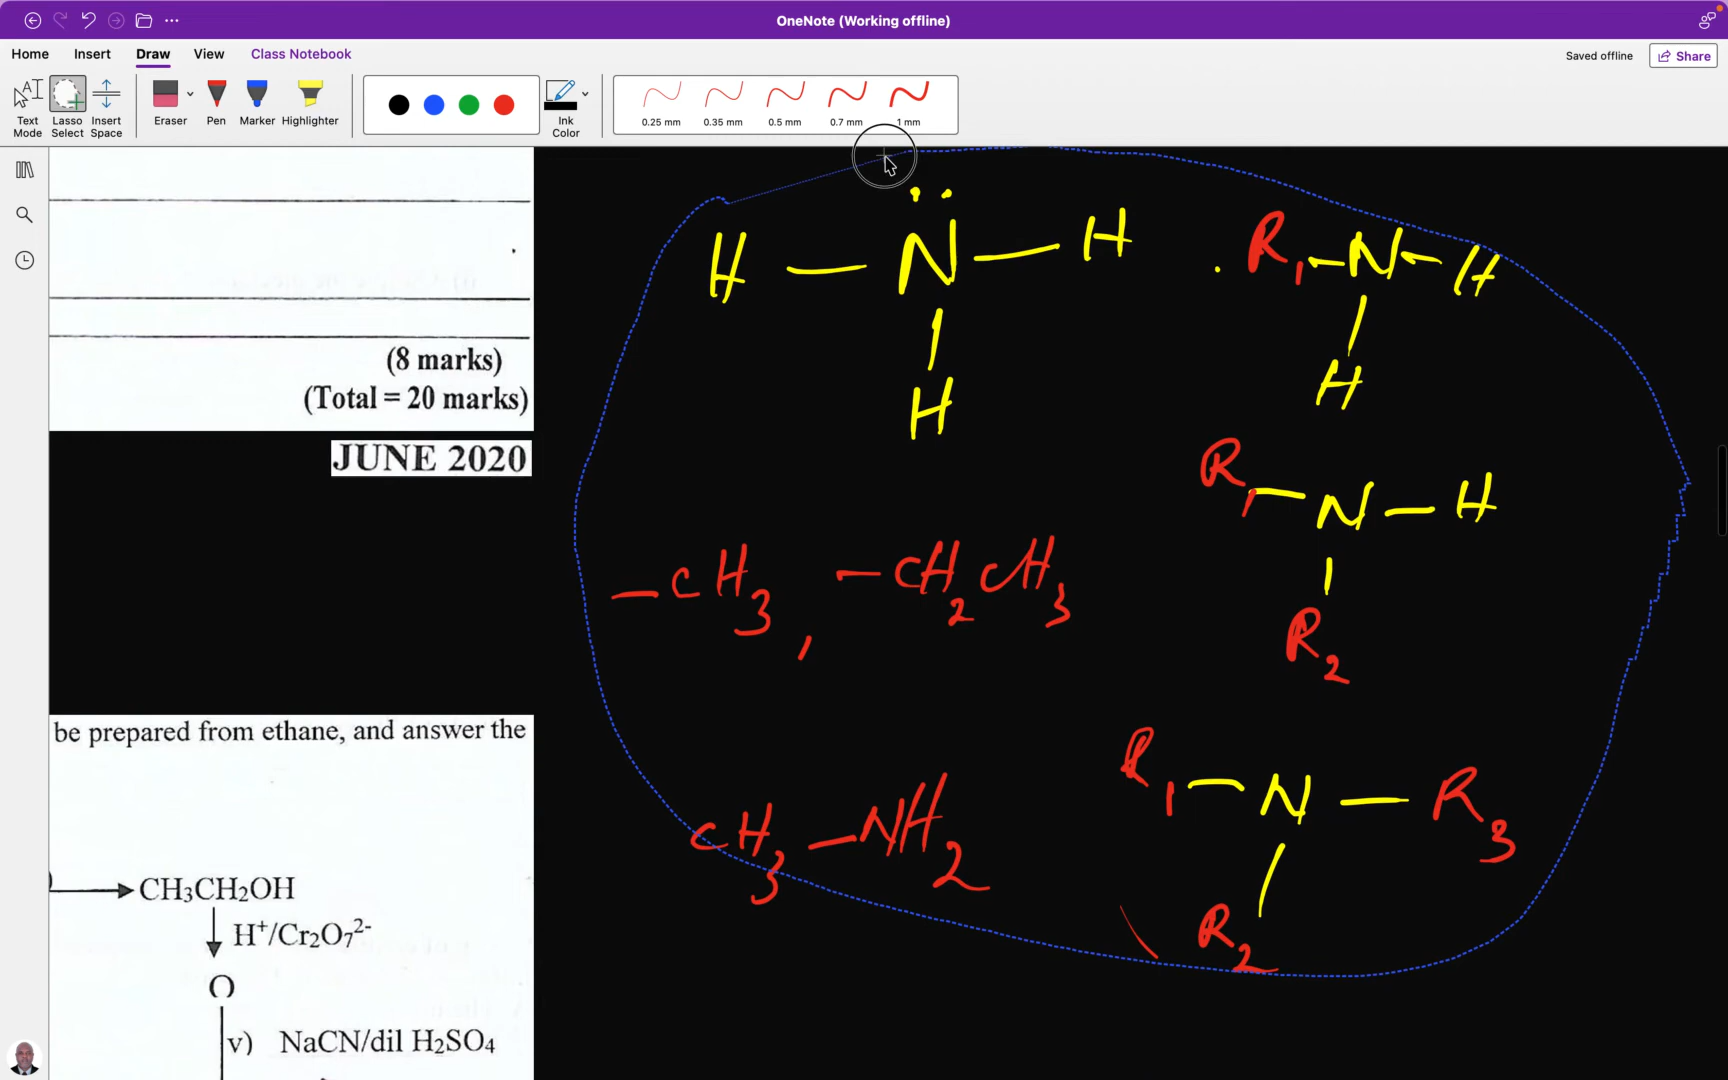 OneNote (Working offline)
Home Insert Draw View Class Notebook
Saved offline Share
Text Mode
Lasso Select
Insert Space
Eraser
Pen
Marker
Highlighter
Ink Color
0.25 mm 0.35 mm 0.5 mm 0.7 mm 1 mm
(8 marks)
(Total = 20 marks)
JUNE 2020
be prepared from ethane, and answer the
CH₃CH₂OH
H⁺/Cr₂O₇²⁻
O
v) NaCN/dil H₂SO₄
H — N̈ — H
H
R₁ — N — H
H
R₁ — N — H
R₂
— CH₃, — CH₂CH₃
R₁ — N — R₃
R₂
CH₃ — NH₂